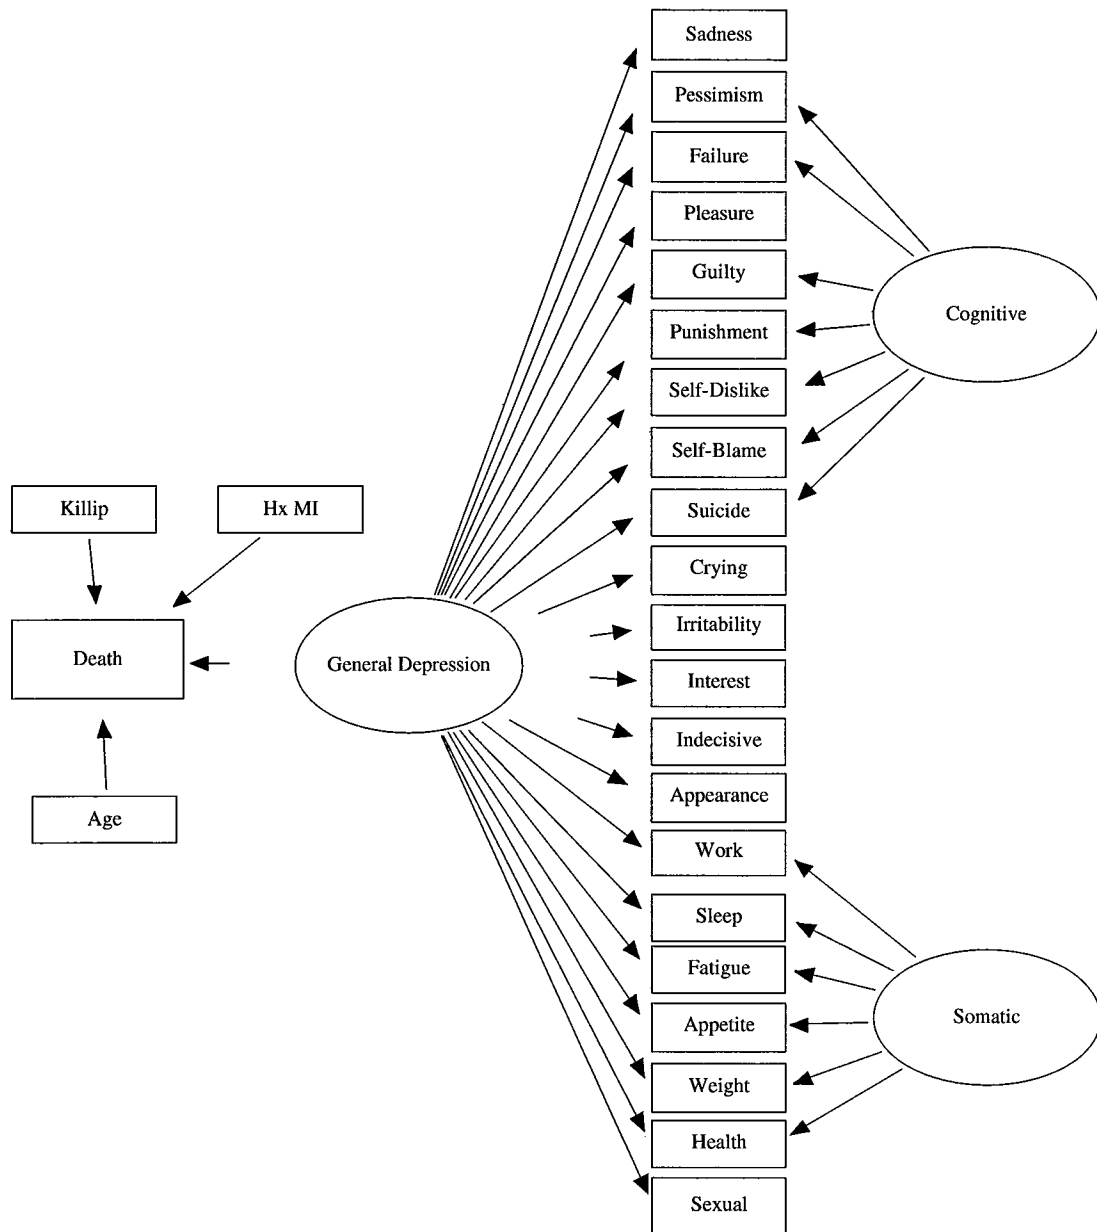 Sadness
Pessimism
Failure
Pleasure
Guilty
Punishment
Self-Dislike
Self-Blame
Suicide
Crying
Irritability
Interest
Indecisive
Appearance
Work
Sleep
Fatigue
Appetite
Weight
Health
Sexual
Cognitive
Somatic
General Depression
Killip
Hx MI
Death
Age